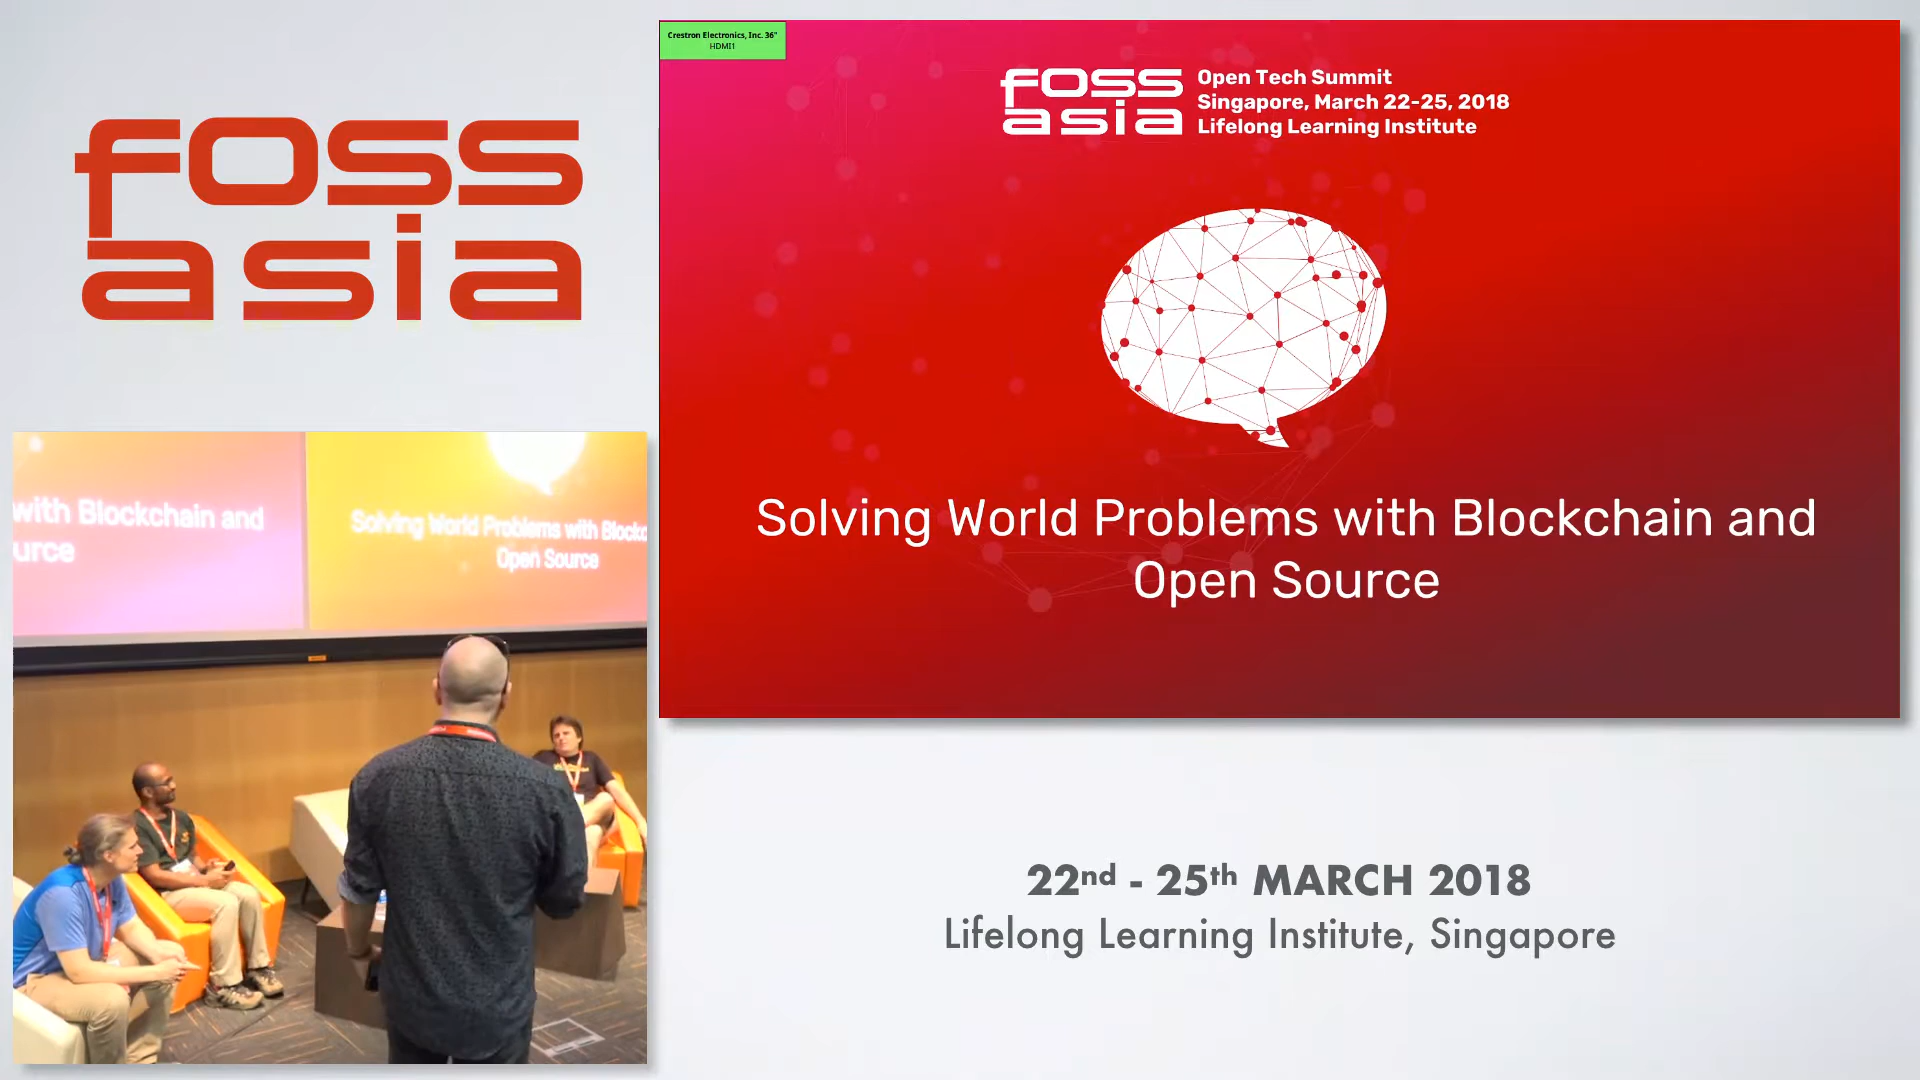 foss
asia
Crestron Electronics, Inc. 36"
HDMI1
foss
asia
Open Tech Summit
Singapore, March 22-25, 2018
Lifelong Learning Institute
Solving World Problems with Blockchain and
Open Source
with Blockchain and
urce
Solving World Problems with Blockc
Open Source
22nd - 25th MARCH 2018
Lifelong Learning Institute, Singapore